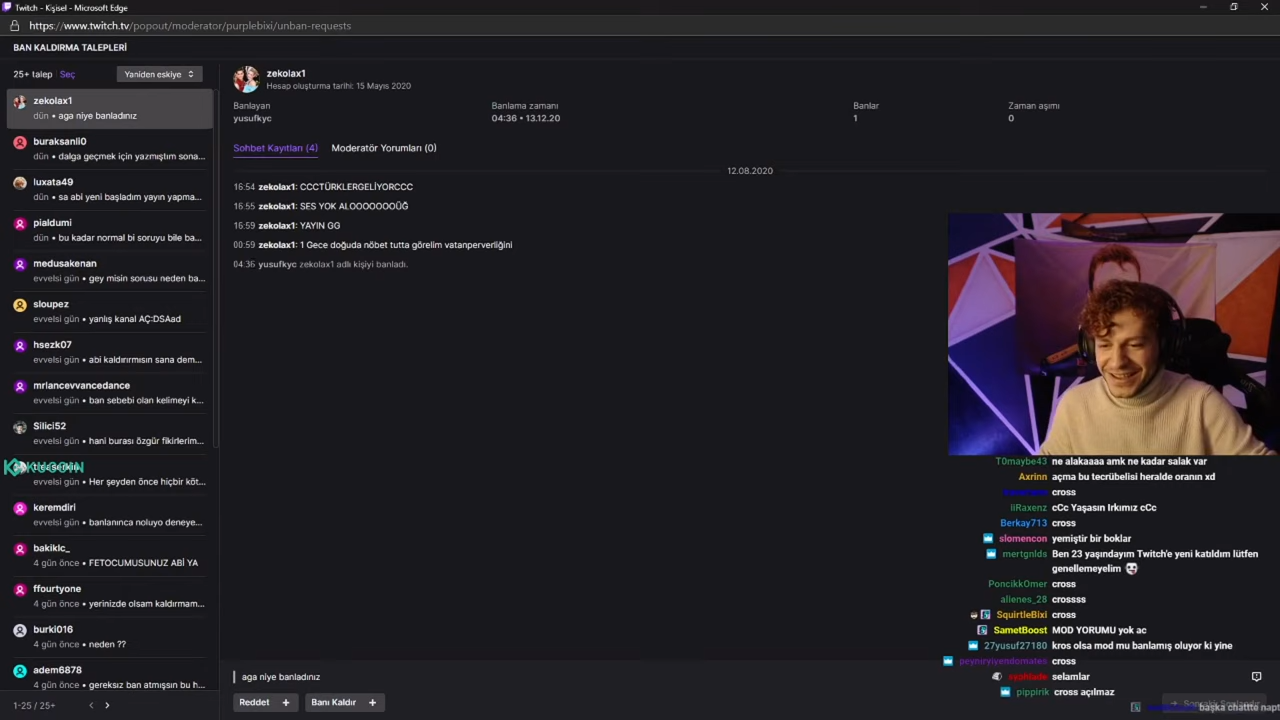 Twitch - Kişisel - Microsoft Edge
https://www.twitch.tv/popout/moderator/purplebixi/unban-requests
BAN KALDIRMA TALEPLERİ
25+ talep Seç
Yeniden eskiye
zekolax1
dün • aga niye banladınız
buraksanli0
dün • dalga geçmek için yazmıştım sona...
luxata49
dün • sa abi yeni başladım yayın yapma...
pialdumi
dün • bu kadar normal bi soruyu bile ba...
medusakenan
evvelsi gün • gey misin sorusu neden ba...
sloupez
evvelsi gün • yanlış kanal AÇ:DSAad
hsezk07
evvelsi gün • abi kaldırırmısın sana dem...
mrlancevvancedance
evvelsi gün • ban sebebi olan kelimeyi k...
Silici52
evvelsi gün • hani burası özgür fikirlerim...
evvelsi gün • Her şeyden önce hiçbir köt...
keremdiri
evvelsi gün • banlanınca noluyo deneye...
bakiklc_
4 gün önce • FETOCUMUSUNUZ ABİ YA
ffourtyone
4 gün önce • yerinizde olsam kaldırmam...
burki016
4 gün önce • neden ??
adem6878
4 gün önce • gereksiz ban atmışsın bu h...
1-25 / 25+
zekolax1
Hesap oluşturma tarihi: 15 Mayıs 2020
Banlayan
yusufkyc
Banlama zamanı
04:36 • 13.12.20
Banlar
1
Zaman aşımı
0
Sohbet Kayıtları (4) Moderatör Yorumları (0)
12.08.2020
16:54 zekolax1: CCCTÜRKLERGELİYORCCC
16:55 zekolax1: SES YOK ALOOOOOOOÜĞ
16:59 zekolax1: YAYIN GG
00:59 zekolax1: 1 Gece doğuda nöbet tutta görelim vatanperverliğini
04:36 yusufkyc zekolax1 adlı kişiyi banladı.
aga niye banladınız
Reddet +
Banı Kaldır +
T0maybe43 ne alakaaaa amk ne kadar salak var
Axrinn açma bu tecrübelisi heralde oranın xd
cross
iiRaxenz cCc Yaşasın Irkımız cCc
Berkay713 cross
slomencon yemiştir bir boklar
mertgnlds Ben 23 yaşındayım Twitch'e yeni katıldım lütfen
genellemeyelim
PoncikkOmer cross
alienes_28 crossss
SquirtleBixi cross
SametBoost MOD YORUMU yok ac
27yusuf27180 kros olsa mod mu banlamış oluyor ki yine
peyniryiyendomates cross
selamlar
pippirik cross açılmaz
başka chattte napt